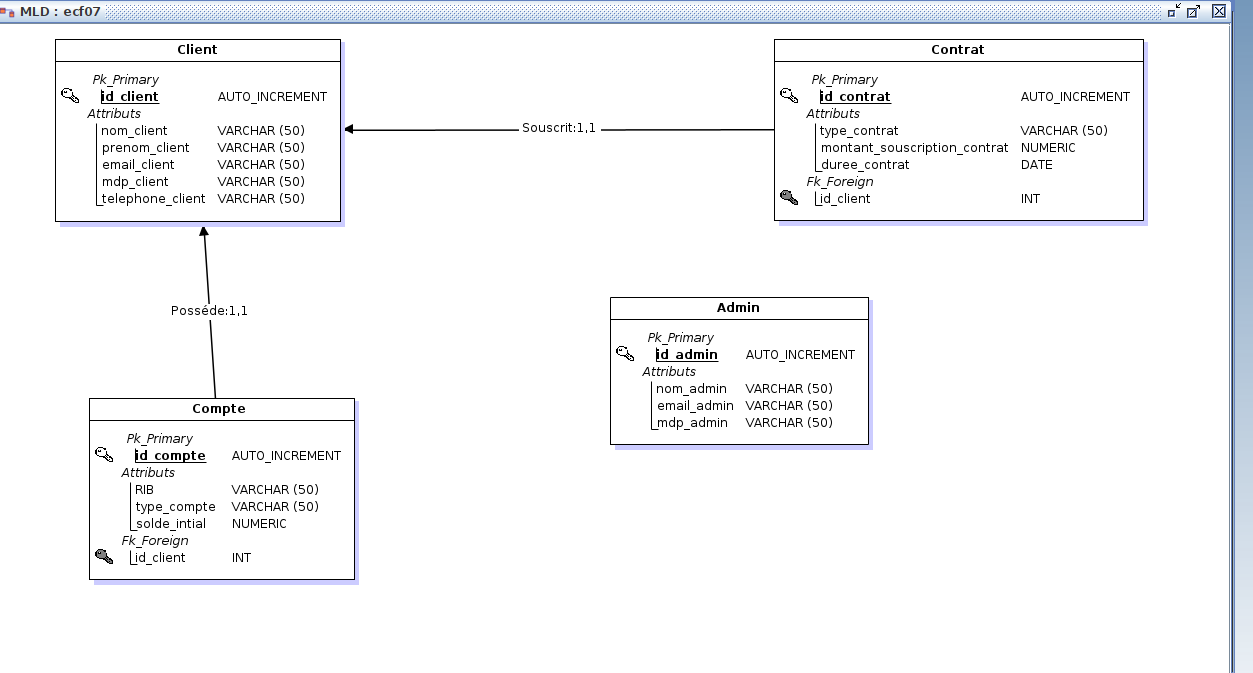 MLD : ecf07
Client
Pk_Primary
id_client AUTO_INCREMENT
Attributs
nom_client VARCHAR (50)
prenom_client VARCHAR (50)
email_client VARCHAR (50)
mdp_client VARCHAR (50)
telephone_client VARCHAR (50)
Souscrit:1,1
Contrat
Pk_Primary
id_contrat AUTO_INCREMENT
Attributs
type_contrat VARCHAR (50)
montant_souscription_contrat NUMERIC
duree_contrat DATE
Fk_Foreign
id_client INT
Posséde:1,1
Admin
Pk_Primary
id_admin AUTO_INCREMENT
Attributs
nom_admin VARCHAR (50)
email_admin VARCHAR (50)
mdp_admin VARCHAR (50)
Compte
Pk_Primary
id_compte AUTO_INCREMENT
Attributs
RIB VARCHAR (50)
type_compte VARCHAR (50)
solde_intial NUMERIC
Fk_Foreign
id_client INT